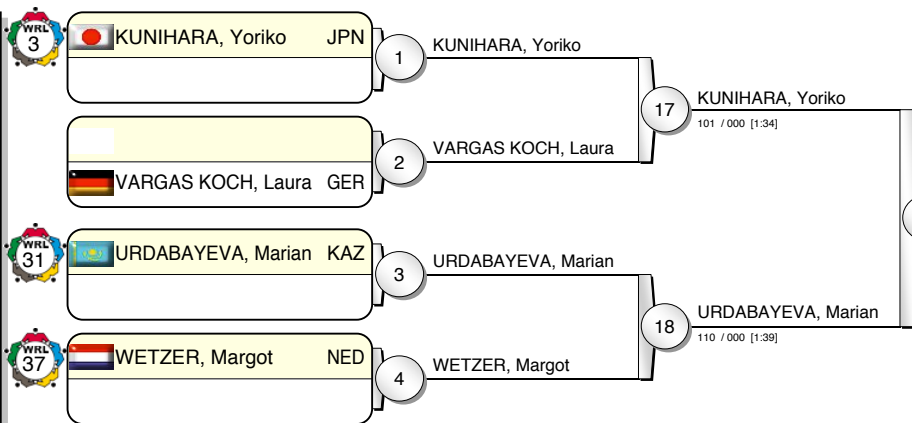 WRL
3
KUNIHARA, Yoriko JPN
1
KUNIHARA, Yoriko
17
KUNIHARA, Yoriko
101 / 000 [1:34]
2
VARGAS KOCH, Laura
VARGAS KOCH, Laura GER
WRL
31
URDABAYEVA, Marian KAZ
3
URDABAYEVA, Marian
18
URDABAYEVA, Marian
110 / 000 [1:39]
WRL
37
WETZER, Margot NED
4
WETZER, Margot